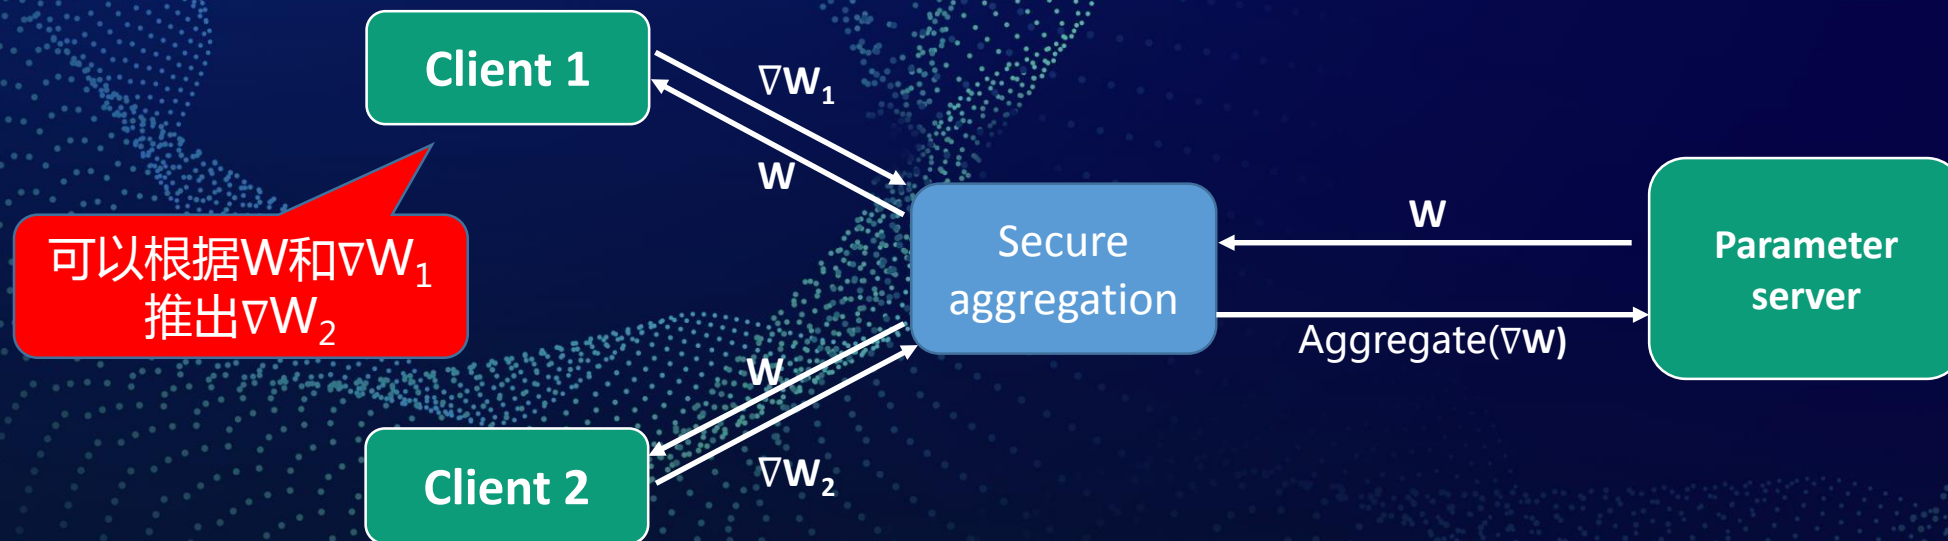 Client 1
∇W₁
W
可以根据W和∇W₁
推出∇W₂
Secure
aggregation
W
Aggregate(∇W)
Parameter
server
W
∇W₂
Client 2